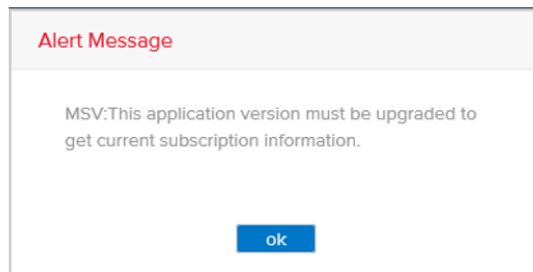 Alert Message
MSV:This application version must be upgraded to
get current subscription information.
ok